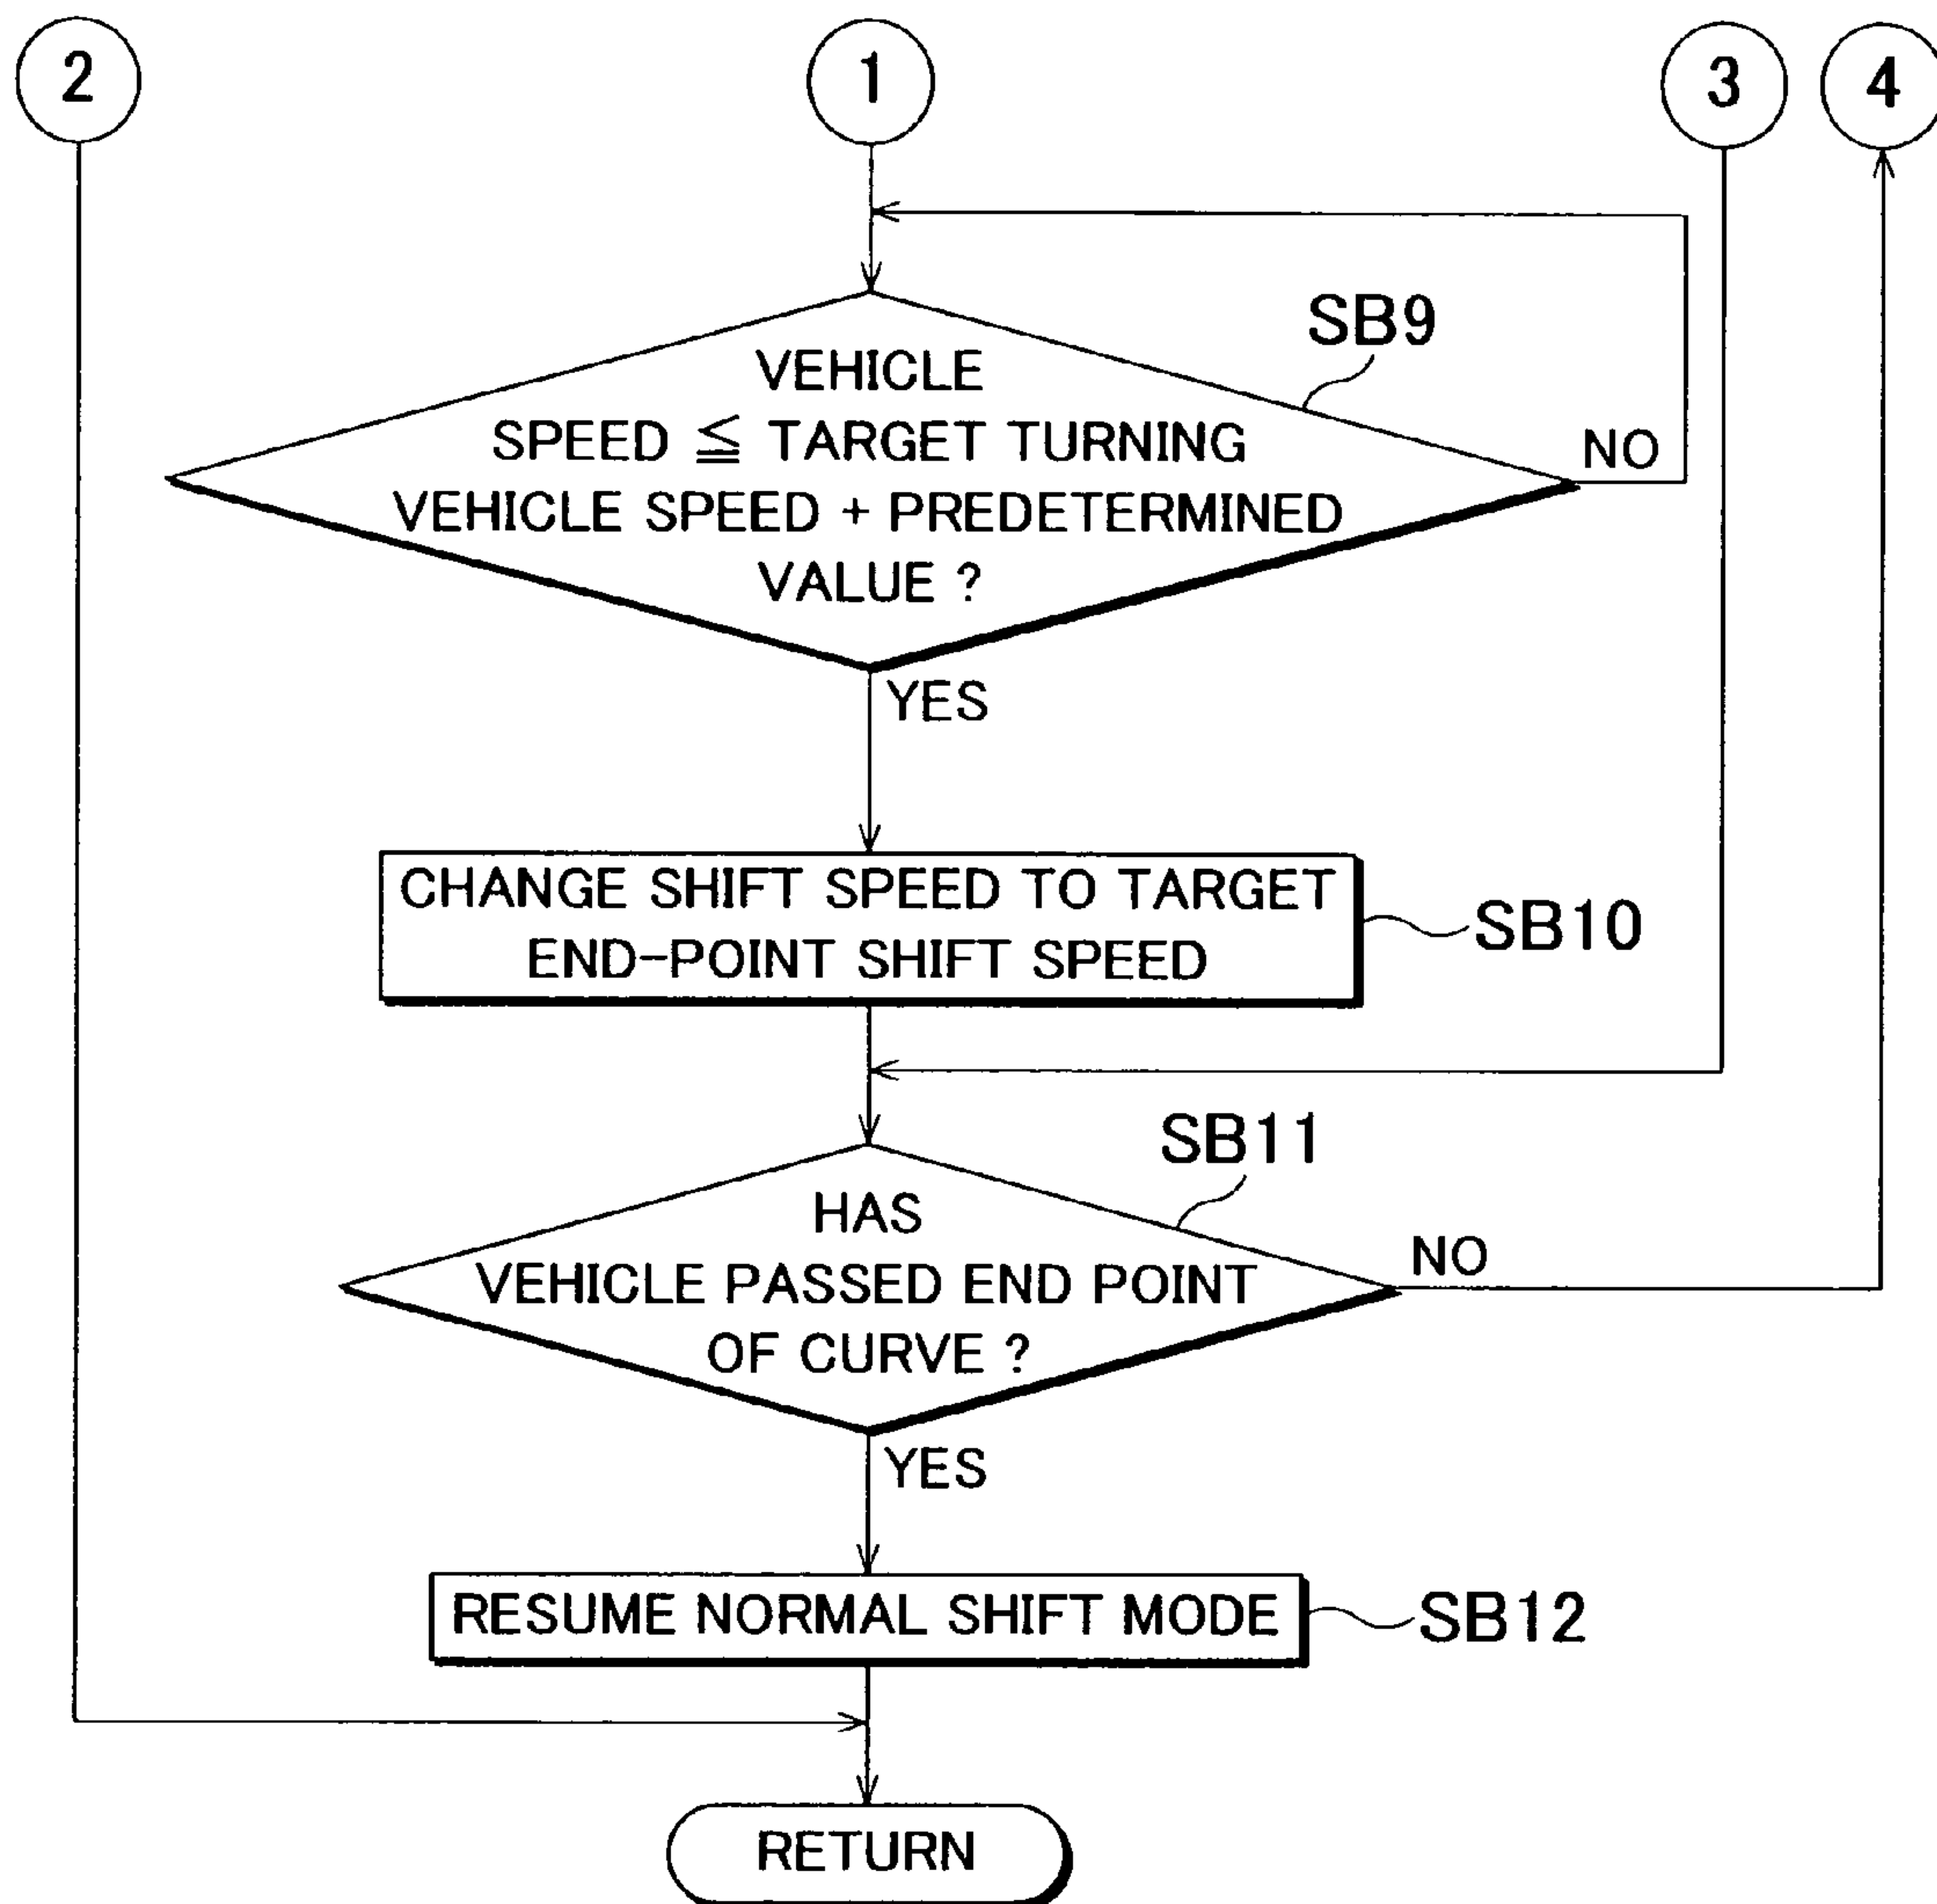 2
1
3
4
SB9
VEHICLE
SPEED ≦ TARGET TURNING
VEHICLE SPEED + PREDETERMINED
VALUE ?
NO
YES
CHANGE SHIFT SPEED TO TARGET
END-POINT SHIFT SPEED
SB10
SB11
HAS
VEHICLE PASSED END POINT
OF CURVE ?
NO
YES
RESUME NORMAL SHIFT MODE
SB12
RETURN